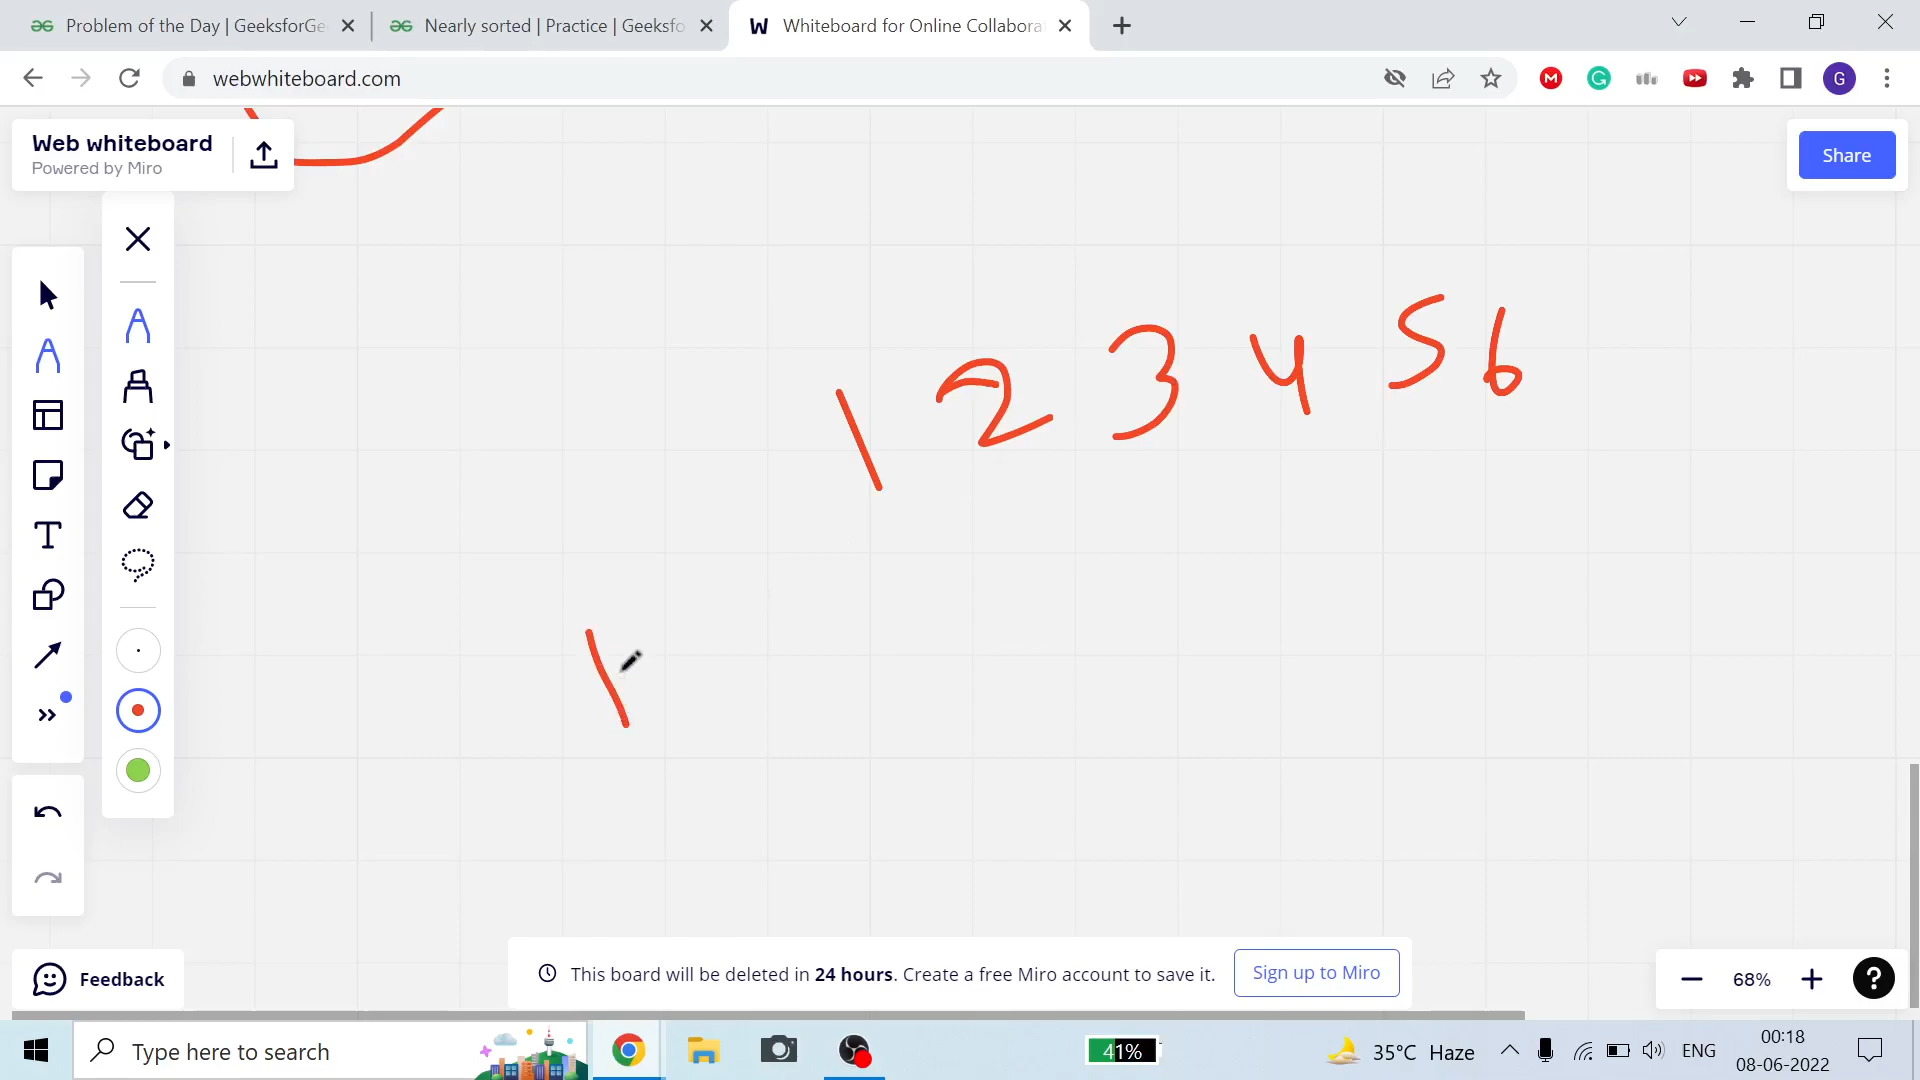 Problem of the Day | GeeksforGe
Nearly sorted | Practice | Geeksfo
W Whiteboard for Online Collabora
webwhiteboard.com
M
G
G
Web whiteboard
Powered by Miro
Share
1 2 3 4 5 6
T
Feedback
This board will be deleted in 24 hours. Create a free Miro account to save it.
Sign up to Miro
68%
?
Type here to search
41%
35°C Haze
ENG
00:18
08-06-2022